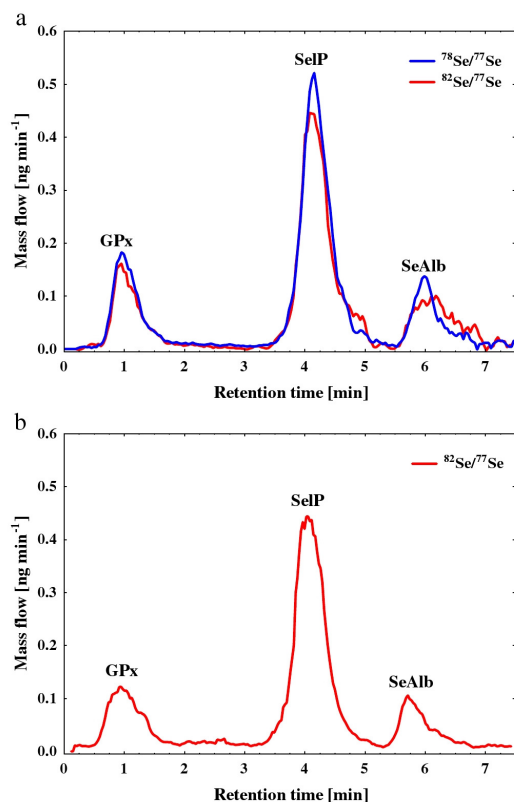 a
0.6
⁷⁸Se/⁷⁷Se
⁸²Se/⁷⁷Se
SelP
0.5
0.4
Mass flow [ng min⁻¹]
0.3
GPx
0.2
SeAlb
0.1
0.0
0 1 2 3 4 5 6 7
Retention time [min]
b
0.6
⁸²Se/⁷⁷Se
0.5
SelP
0.4
Mass flow [ng min⁻¹]
0.3
0.2
GPx
SeAlb
0.1
0.0
0 1 2 3 4 5 6 7
Retention time [min]